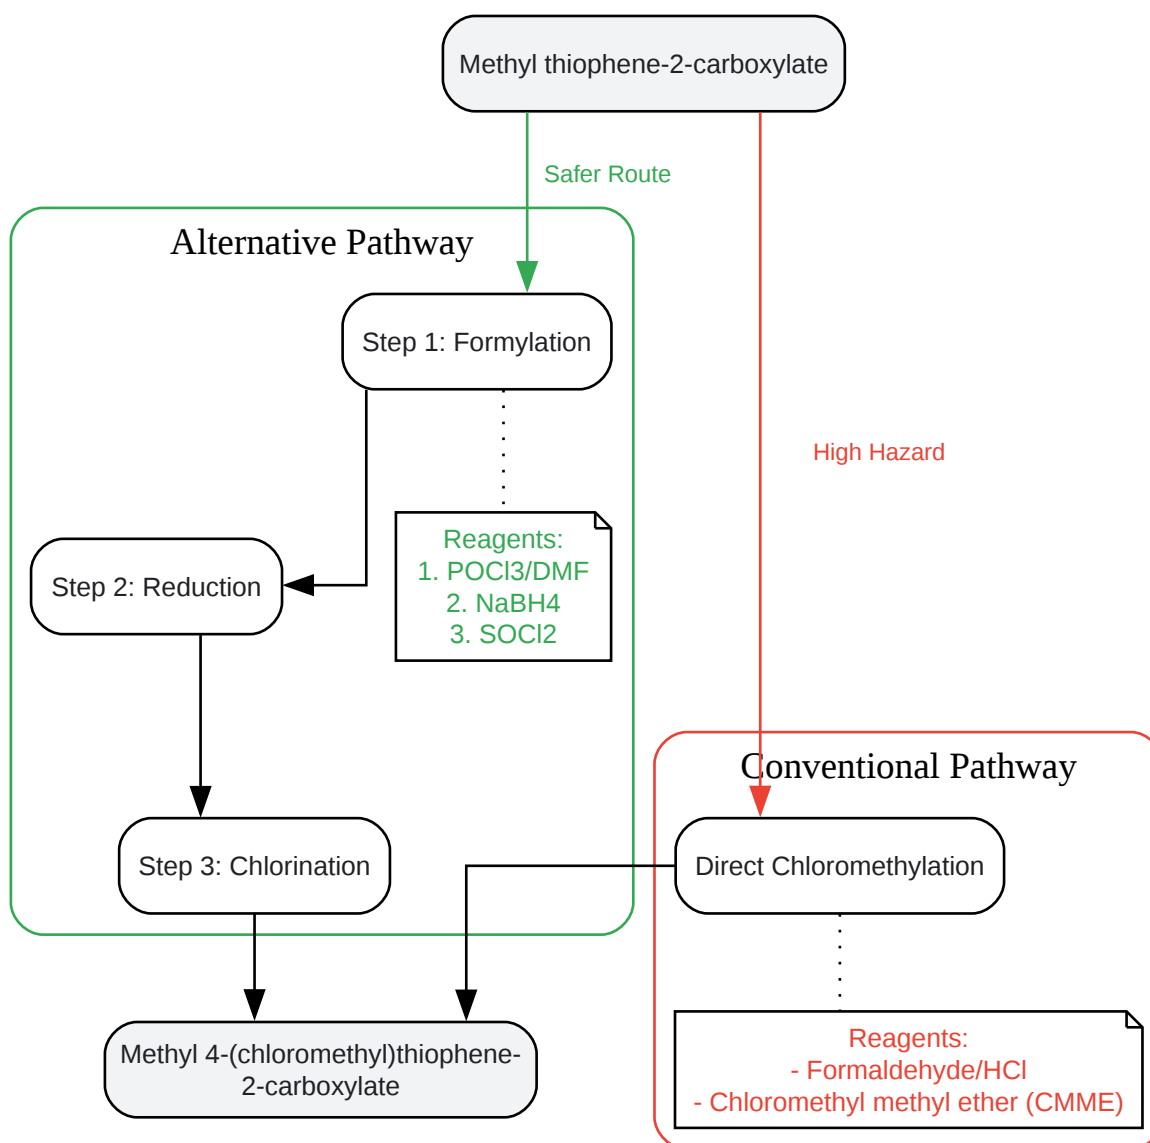 Methyl thiophene-2-carboxylate
Safer Route
Alternative Pathway
Step 1: Formylation
High Hazard
Reagents:
1. POCl3/DMF
2. NaBH4
3. SOCl2
Step 2: Reduction
Conventional Pathway
Step 3: Chlorination
Direct Chloromethylation
Methyl 4-(chloromethyl)thiophene-
2-carboxylate
Reagents:
- Formaldehyde/HCl
- Chloromethyl methyl ether (CMME)